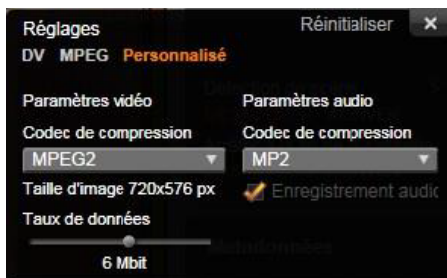 Réglages
Réinitialiser
DV MPEG Personnalisé
Paramètres vidéo
Codec de compression
MPEG2
Taille d'image 720x576 px
Taux de données
6 Mbit
Paramètres audio
Codec de compression
MP2
Enregistrement audio
Métadonnées